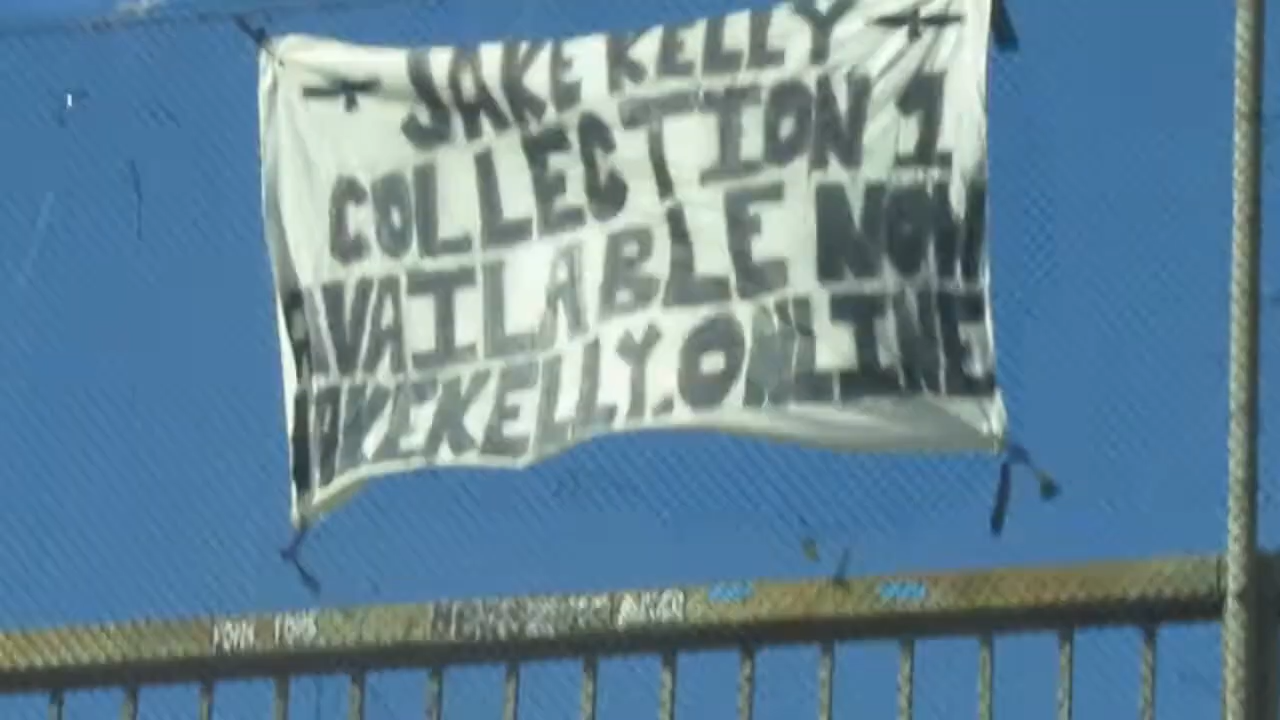 JAKE KELLY
COLLECTION 1
AVAILABLE NOW
JAKEKELLY.ONLINE